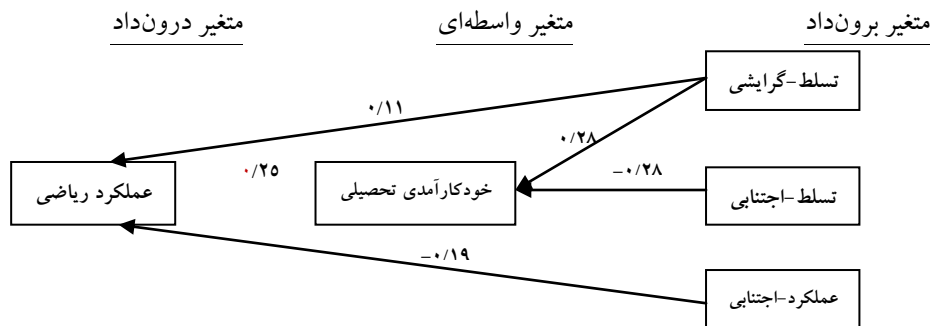 متغیر برون‌داد
متغیر واسطه‌ای
متغیر درون‌داد
تسلط-گرایشی
۰/۱۱
۰/۲۸
۰/۲۵
-۰/۲۸
تسلط-اجتنابی
خودکارآمدی تحصیلی
عملکرد ریاضی
-۰/۱۹
عملکرد-اجتنابی